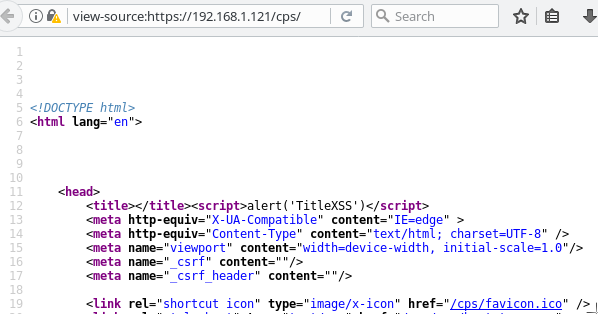 view-source:https://192.168.1.121/cps/ Search
1
2
3
4
5 <!DOCTYPE html>
6 <html lang="en">
7
8
9
10
11 <head>
12 <title></title><script>alert('TitleXSS')</script>
13 <meta http-equiv="X-UA-Compatible" content="IE=edge" >
14 <meta http-equiv="Content-Type" content="text/html; charset=UTF-8" />
15 <meta name="viewport" content="width=device-width, initial-scale=1.0"/>
16 <meta name="_csrf" content=""/>
17 <meta name="_csrf_header" content=""/>
18
19 <link rel="shortcut icon" type="image/x-icon" href="/cps/favicon.ico" />